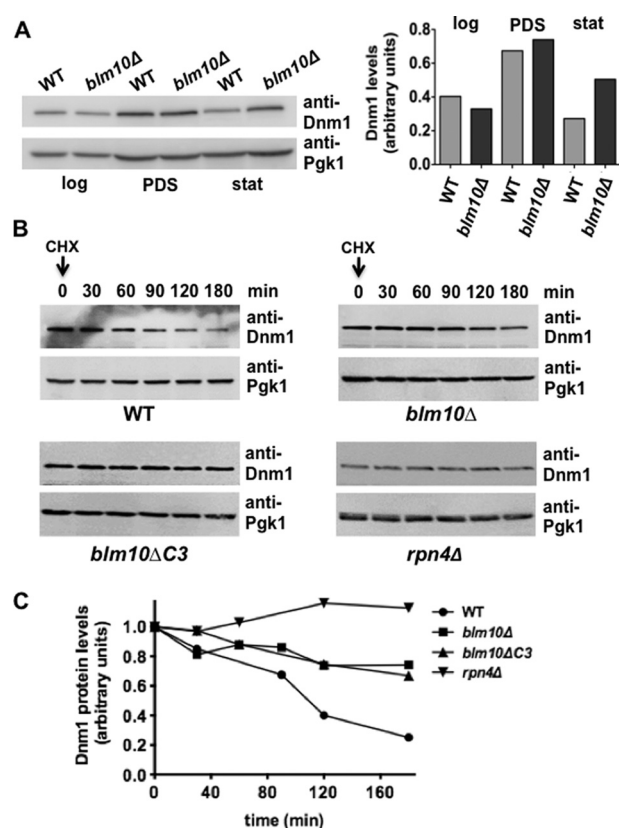 A
WT blm10Δ WT blm10Δ WT blm10Δ
anti-
Dnm1
anti-
Pgk1
log PDS stat
Dnm1 levels
(arbitrary units)
0.8
0.6
0.4
0.2
0.0
log PDS stat
WT blm10Δ WT blm10Δ WT blm10Δ
B
CHX
0 30 60 90 120 180 min
anti-
Dnm1
anti-
Pgk1
WT
CHX
0 30 60 90 120 180 min
anti-
Dnm1
anti-
Pgk1
blm10Δ
anti-
Dnm1
anti-
Pgk1
blm10ΔC3
anti-
Dnm1
anti-
Pgk1
rpn4Δ
C
Dnm1 protein levels
(arbitrary units)
1.0
0.8
0.6
0.4
0.2
0.0
0 40 80 120 160
time (min)
WT
blm10Δ
blm10ΔC3
rpn4Δ